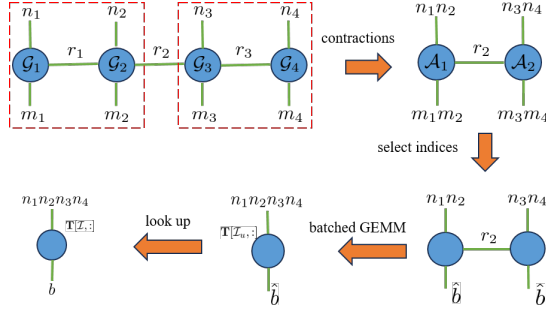 n₁ n₂ n₃ n₄
𝒢₁ r₁ 𝒢₂ r₂ 𝒢₃ r₃ 𝒢₄
m₁ m₂ m₃ m₄
contractions
n₁n₂ n₃n₄
𝒜₁ r₂ 𝒜₂
m₁m₂ m₃m₄
select indices
n₁n₂ n₃n₄
r₂
b̂ b̂
batched GEMM
n₁n₂n₃n₄
T[ℐᵤ,:]
b̂
look up
n₁n₂n₃n₄
T[ℐ,:]
b